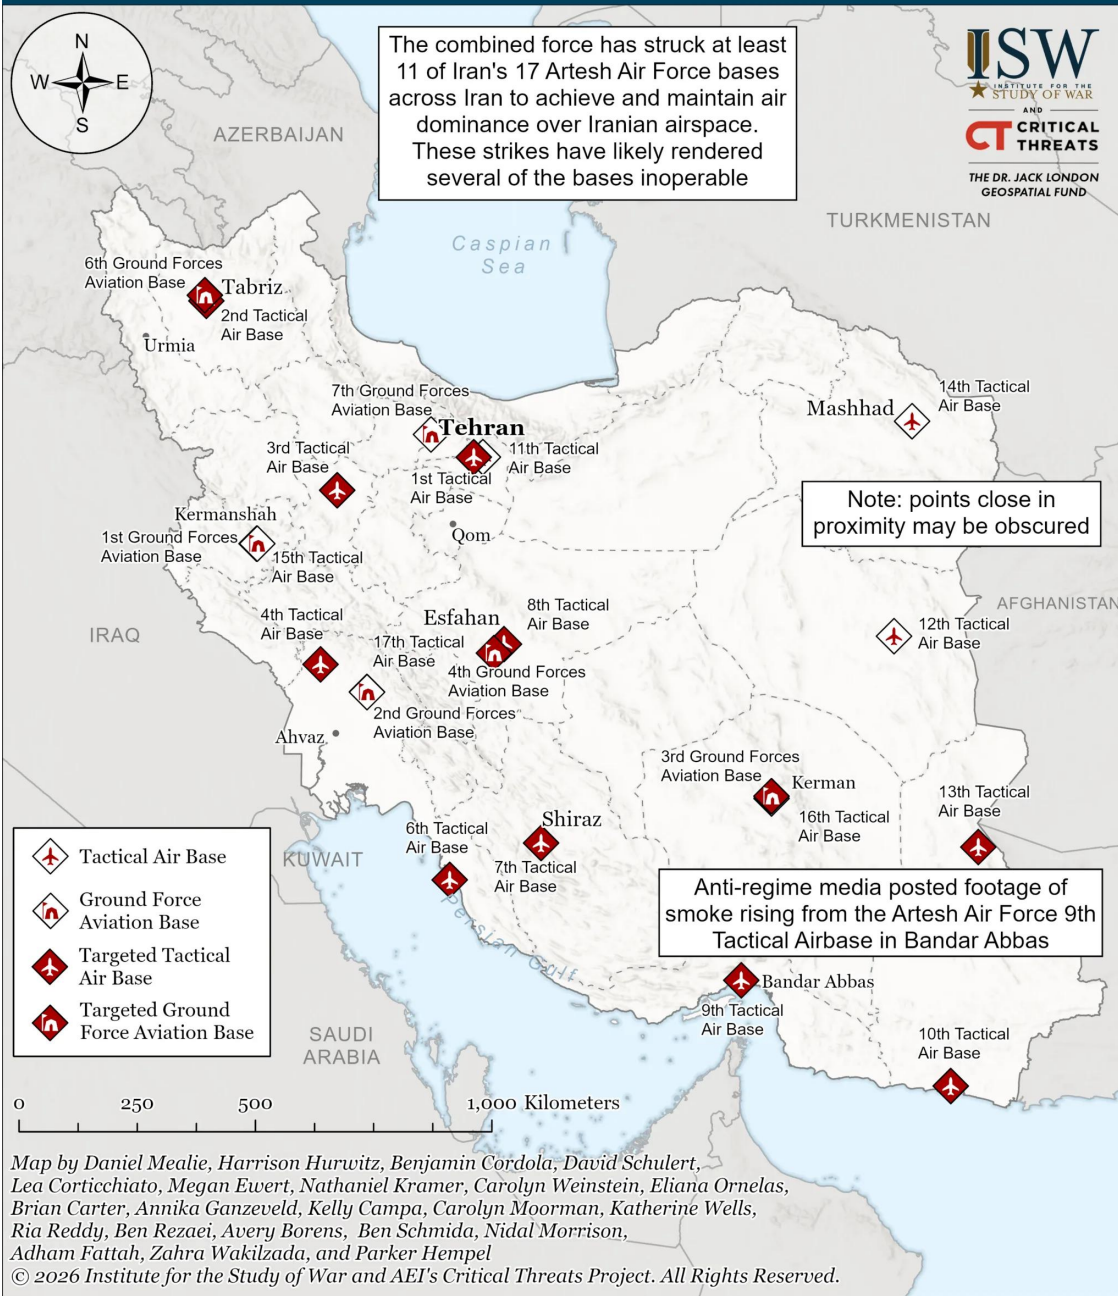 N
W
E
S
The combined force has struck at least
11 of Iran's 17 Artesh Air Force bases
across Iran to achieve and maintain air
dominance over Iranian airspace.
These strikes have likely rendered
several of the bases inoperable
ISW
INSTITUTE FOR THE
STUDY OF WAR
AND
CT CRITICAL
THREATS
THE DR. JACK LONDON
GEOSPATIAL FUND
AZERBAIJAN
TURKMENISTAN
Caspian
Sea
6th Ground Forces
Aviation Base
Tabriz
2nd Tactical
Air Base
Urmia
7th Ground Forces
Aviation Base
Tehran
14th Tactical
Air Base
Mashhad
3rd Tactical
Air Base
11th Tactical
Air Base
1st Tactical
Air Base
Note: points close in
proximity may be obscured
Kermanshah
Qom
1st Ground Forces
Aviation Base
15th Tactical
Air Base
AFGHANISTAN
IRAQ
4th Tactical
Air Base
Esfahan
8th Tactical
Air Base
12th Tactical
Air Base
17th Tactical
Air Base
4th Ground Forces
Aviation Base
2nd Ground Forces
Aviation Base
Ahvaz
3rd Ground Forces
Aviation Base
Kerman
13th Tactical
Air Base
16th Tactical
Air Base
6th Tactical
Air Base
Shiraz
7th Tactical
Air Base
KUWAIT
Persian Gulf
Anti-regime media posted footage of
smoke rising from the Artesh Air Force 9th
Tactical Airbase in Bandar Abbas
Tactical Air Base
Ground Force
Aviation Base
Targeted Tactical
Air Base
Targeted Ground
Force Aviation Base
Bandar Abbas
9th Tactical
Air Base
SAUDI
ARABIA
10th Tactical
Air Base
0 250 500 1,000 Kilometers
Map by Daniel Mealie, Harrison Hurwitz, Benjamin Cordola, David Schulert,
Lea Corticchiato, Megan Ewert, Nathaniel Kramer, Carolyn Weinstein, Eliana Ornelas,
Brian Carter, Annika Ganzeveld, Kelly Campa, Carolyn Moorman, Katherine Wells,
Ria Reddy, Ben Rezaei, Avery Borens, Ben Schmida, Nidal Morrison,
Adham Fattah, Zahra Wakilzada, and Parker Hempel
© 2026 Institute for the Study of War and AEI's Critical Threats Project. All Rights Reserved.